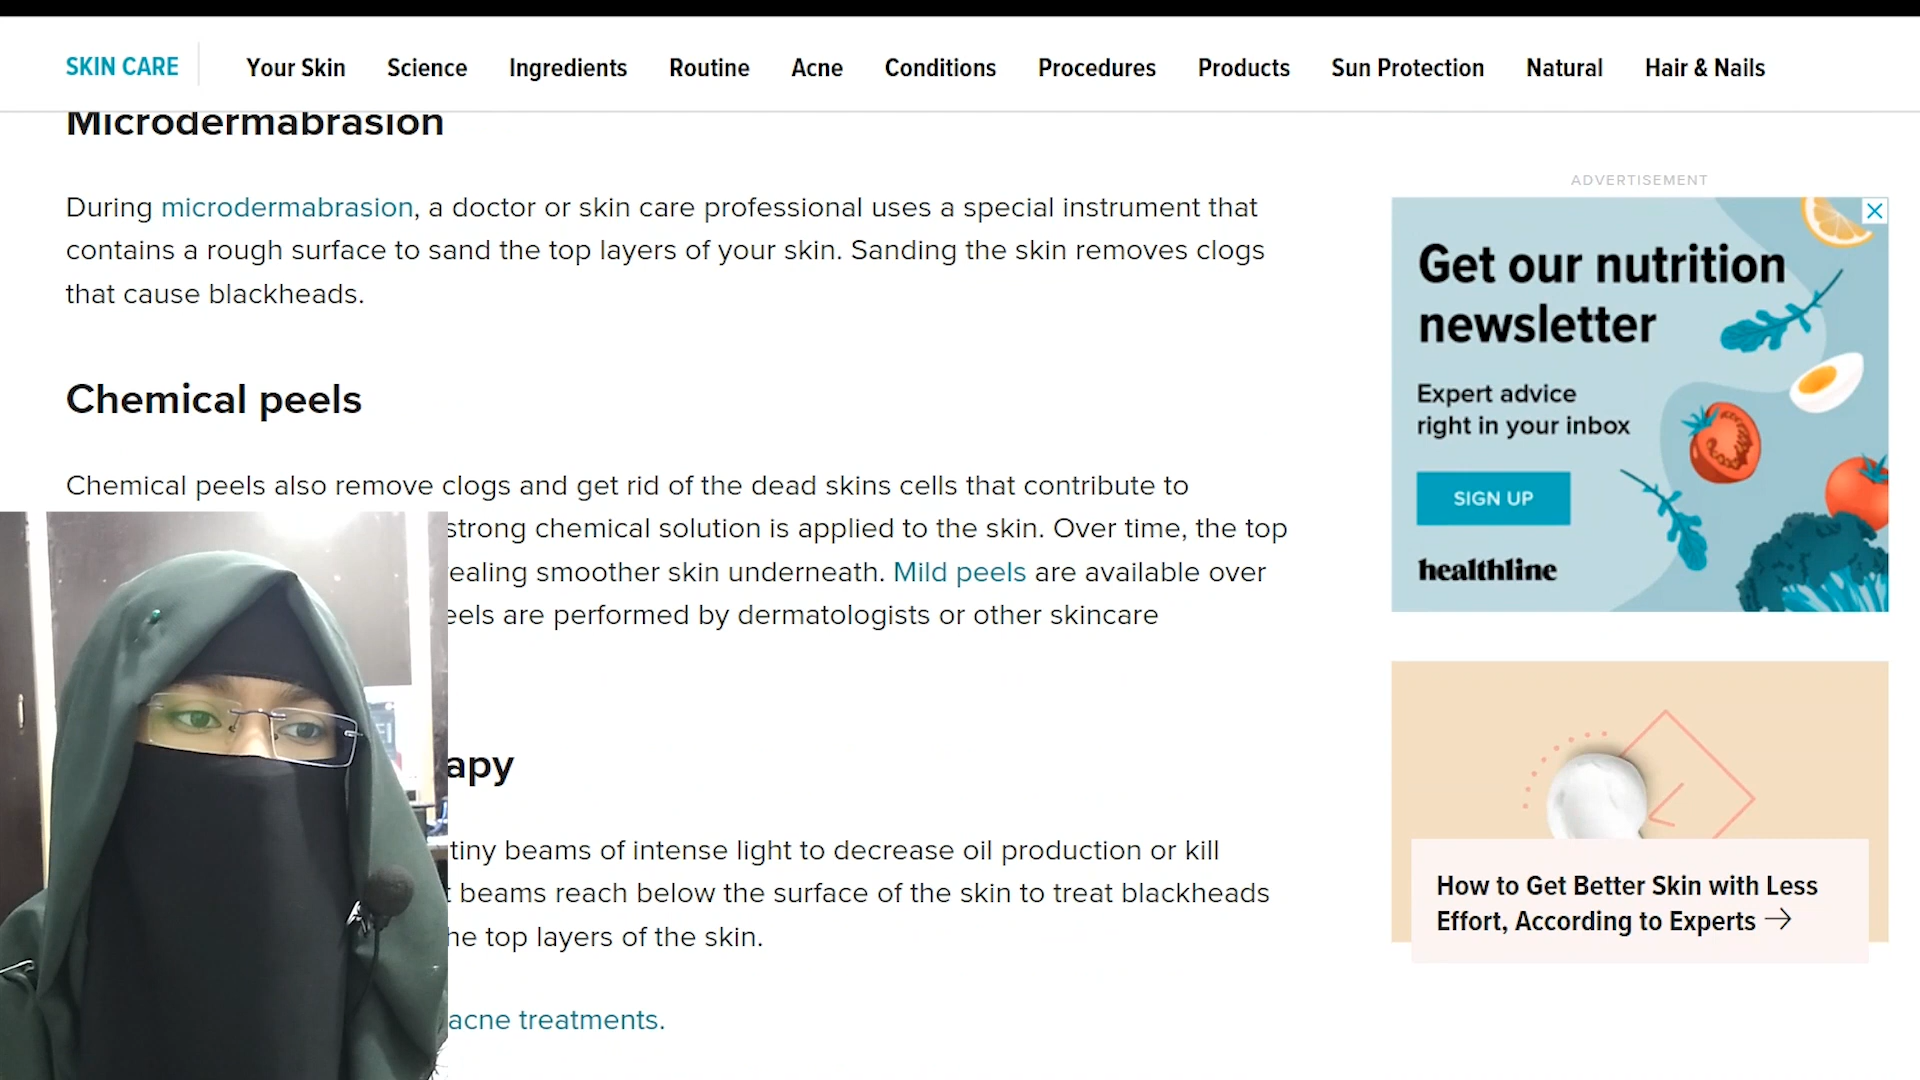 SKIN CARE
Your Skin
Science
Ingredients
Routine
Acne
Conditions
Procedures
Products
Sun Protection
Natural
Hair & Nails
Microdermabrasion
During microdermabrasion, a doctor or skin care professional uses a special instrument that
contains a rough surface to sand the top layers of your skin. Sanding the skin removes clogs
that cause blackheads.
Chemical peels
Chemical peels also remove clogs and get rid of the dead skins cells that contribute to
strong chemical solution is applied to the skin. Over time, the top
ealing smoother skin underneath. Mild peels are available over
eels are performed by dermatologists or other skincare
apy
tiny beams of intense light to decrease oil production or kill
beams reach below the surface of the skin to treat blackheads
he top layers of the skin.
acne treatments.
ADVERTISEMENT
Get our nutrition
newsletter
Expert advice
right in your inbox
SIGN UP
healthline
How to Get Better Skin with Less
Effort, According to Experts